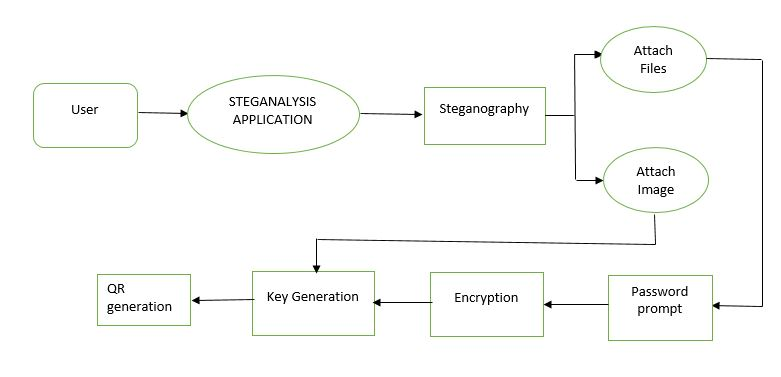 User
STEGANALYSIS
APPLICATION
Steganography
Attach
Files
Attach
Image
QR
generation
Key Generation
Encryption
Password
prompt